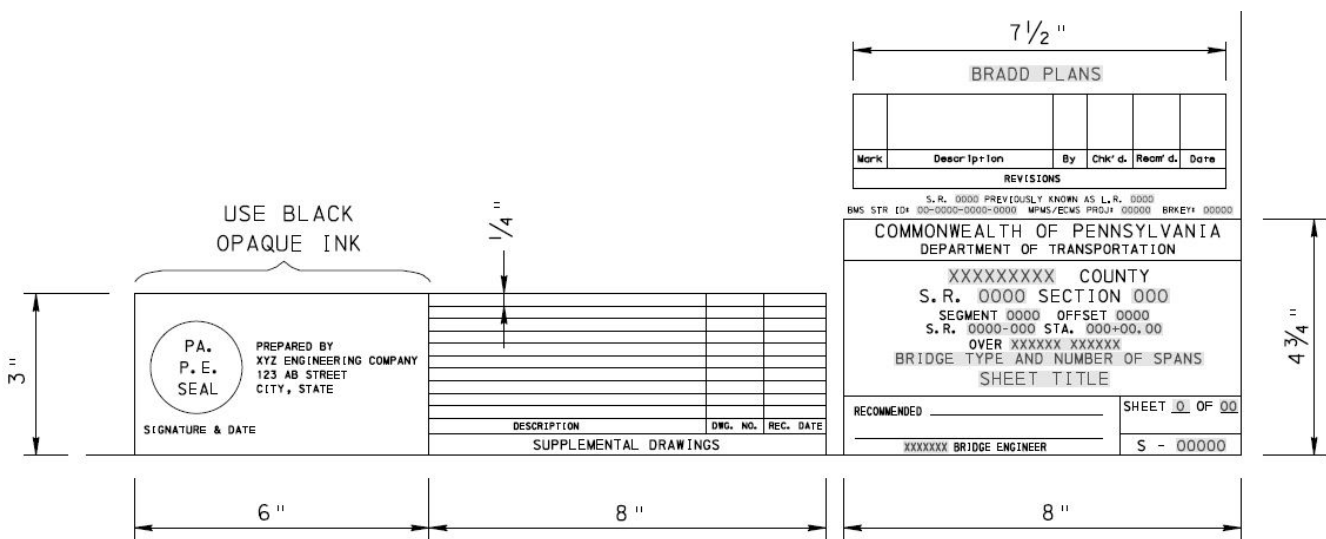 7 1/2 "
BRADD PLANS
Mark Description By Chk'd. Recm'd. Date
REVISIONS
S.R. 0000 PREVIOUSLY KNOWN AS L.R. 0000
BMS STR ID# 00-0000-0000-0000 MPMS/ECMS PROJ# 00000 BRKEY# 00000
COMMONWEALTH OF PENNSYLVANIA
DEPARTMENT OF TRANSPORTATION
XXXXXXXXX COUNTY
S.R. 0000 SECTION 000
SEGMENT 0000 OFFSET 0000
S.R. 0000-000 STA. 000+00.00
OVER XXXXXX XXXXXX
BRIDGE TYPE AND NUMBER OF SPANS
SHEET TITLE
RECOMMENDED
XXXXXXX BRIDGE ENGINEER
SHEET 0 OF 00
S - 00000
4 3/4 "
8 "
USE BLACK
OPAQUE INK
3 "
PA.
P.E.
SEAL
SIGNATURE & DATE
PREPARED BY
XYZ ENGINEERING COMPANY
123 AB STREET
CITY, STATE
6 "
1/4 "
DESCRIPTION DWG. NO. REC. DATE
SUPPLEMENTAL DRAWINGS
8 "